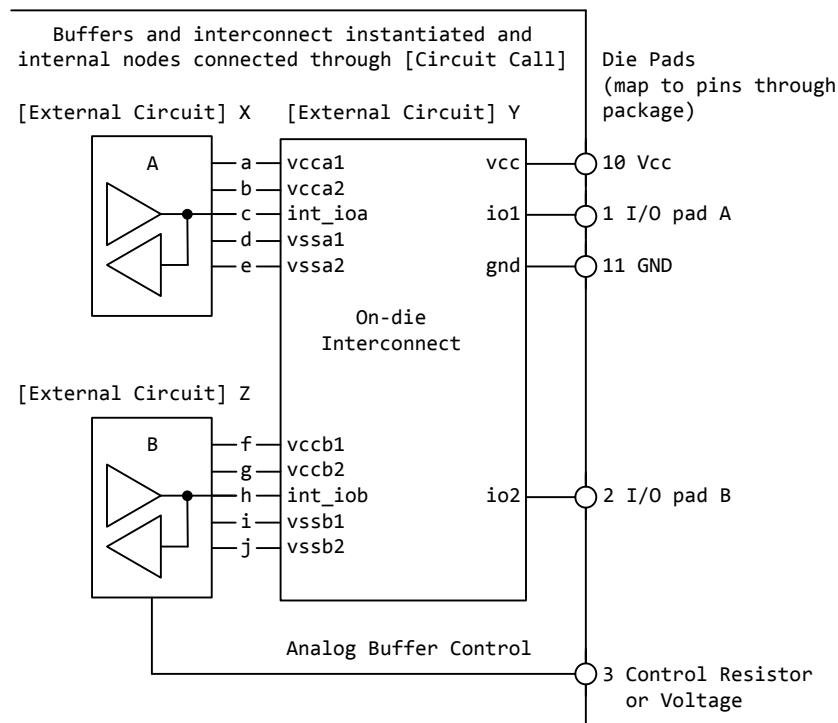 Buffers and interconnect instantiated and
internal nodes connected through [Circuit Call]
Die Pads
(map to pins through
package)
[External Circuit] X
[External Circuit] Y
A
a
b
c
d
e
vcca1
vcca2
int_ioa
vssa1
vssa2
vcc
io1
gnd
10 Vcc
1 I/O pad A
11 GND
On-die
Interconnect
[External Circuit] Z
B
f
g
h
i
j
vccb1
vccb2
int_iob
vssb1
vssb2
io2
2 I/O pad B
Analog Buffer Control
3 Control Resistor
or Voltage